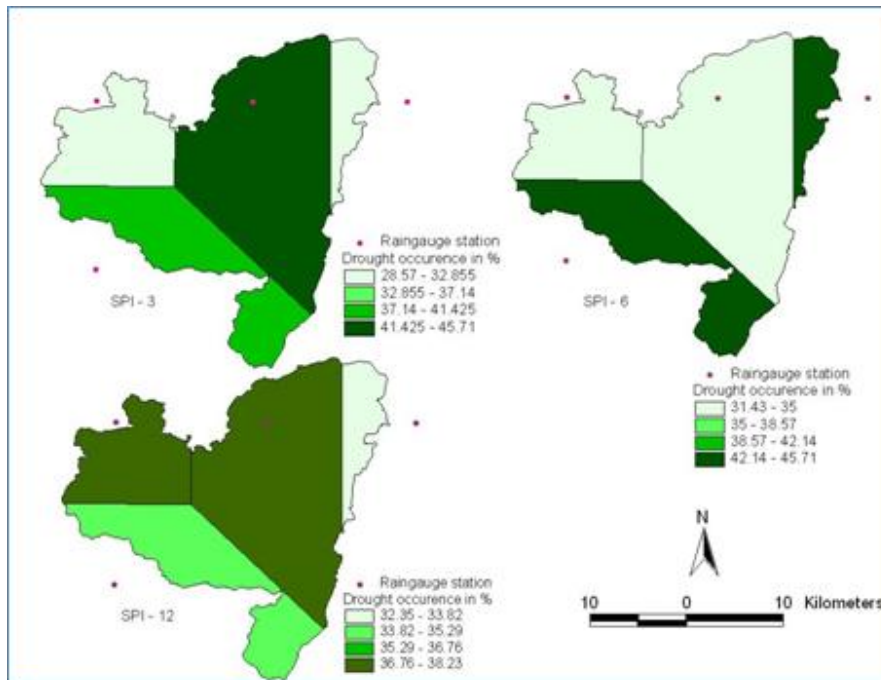 Raingauge station
Drought occurence in %
28.57 - 32.855
32.855 - 37.14
37.14 - 41.425
41.425 - 45.71
SPI - 3
SPI - 6
Raingauge station
Drought occurence in %
31.43 - 35
35 - 38.57
38.57 - 42.14
42.14 - 45.71
Raingauge station
Drought occurence in %
32.35 - 33.82
33.82 - 35.29
35.29 - 36.76
36.76 - 38.23
SPI - 12
N
10 0 10 Kilometers